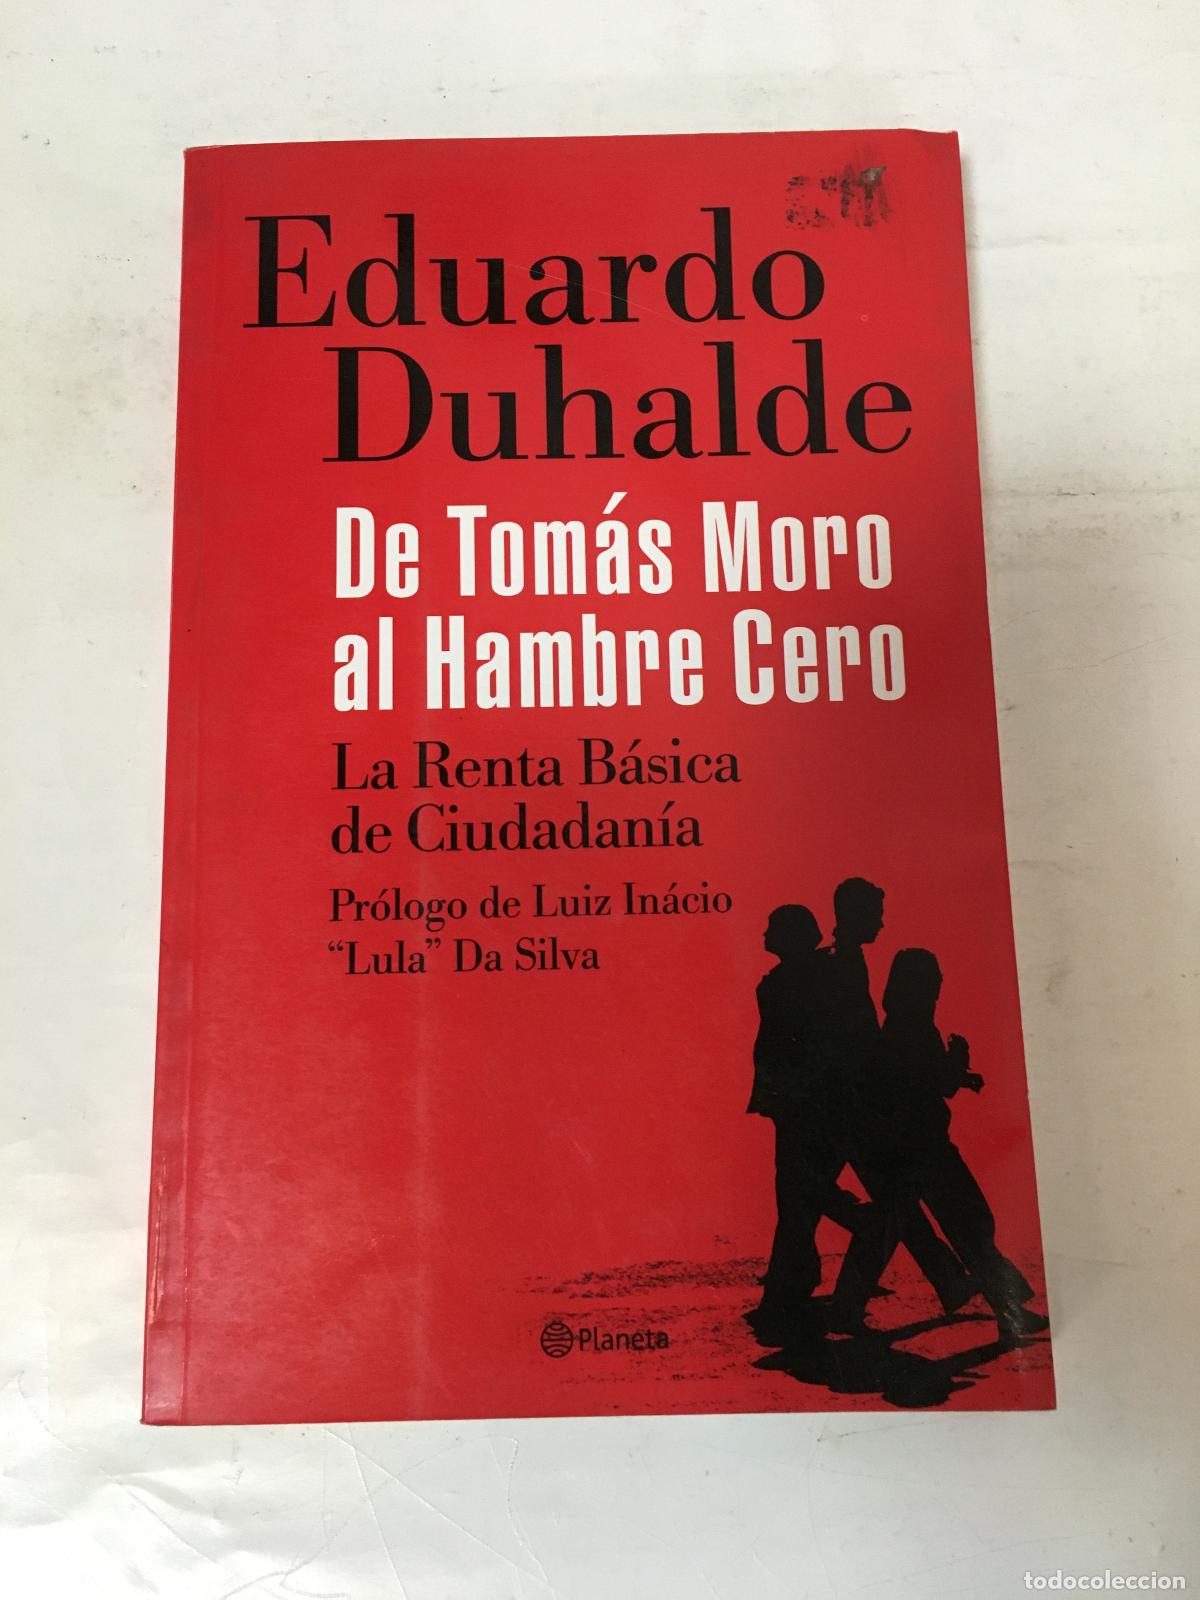 Eduardo
Duhalde
De Tomás Moro
al Hambre Cero
La Renta Básica
de Ciudadanía
Prólogo de Luiz Inácio
“Lula” Da Silva
Planeta
todocoleccion